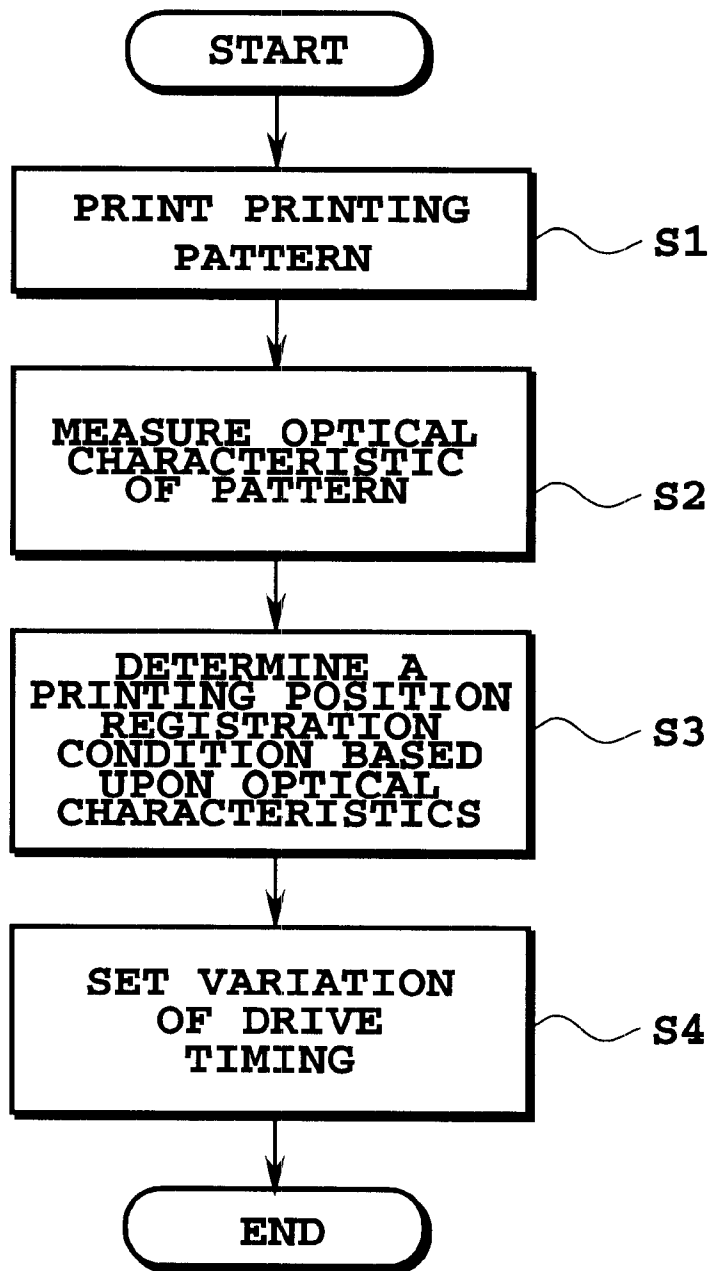 START
PRINT PRINTING
PATTERN
S1
MEASURE OPTICAL
CHARACTERISTIC
OF PATTERN
S2
DETERMINE A
PRINTING POSITION
REGISTRATION
CONDITION BASED
UPON OPTICAL
CHARACTERISTICS
S3
SET VARIATION
OF DRIVE
TIMING
S4
END